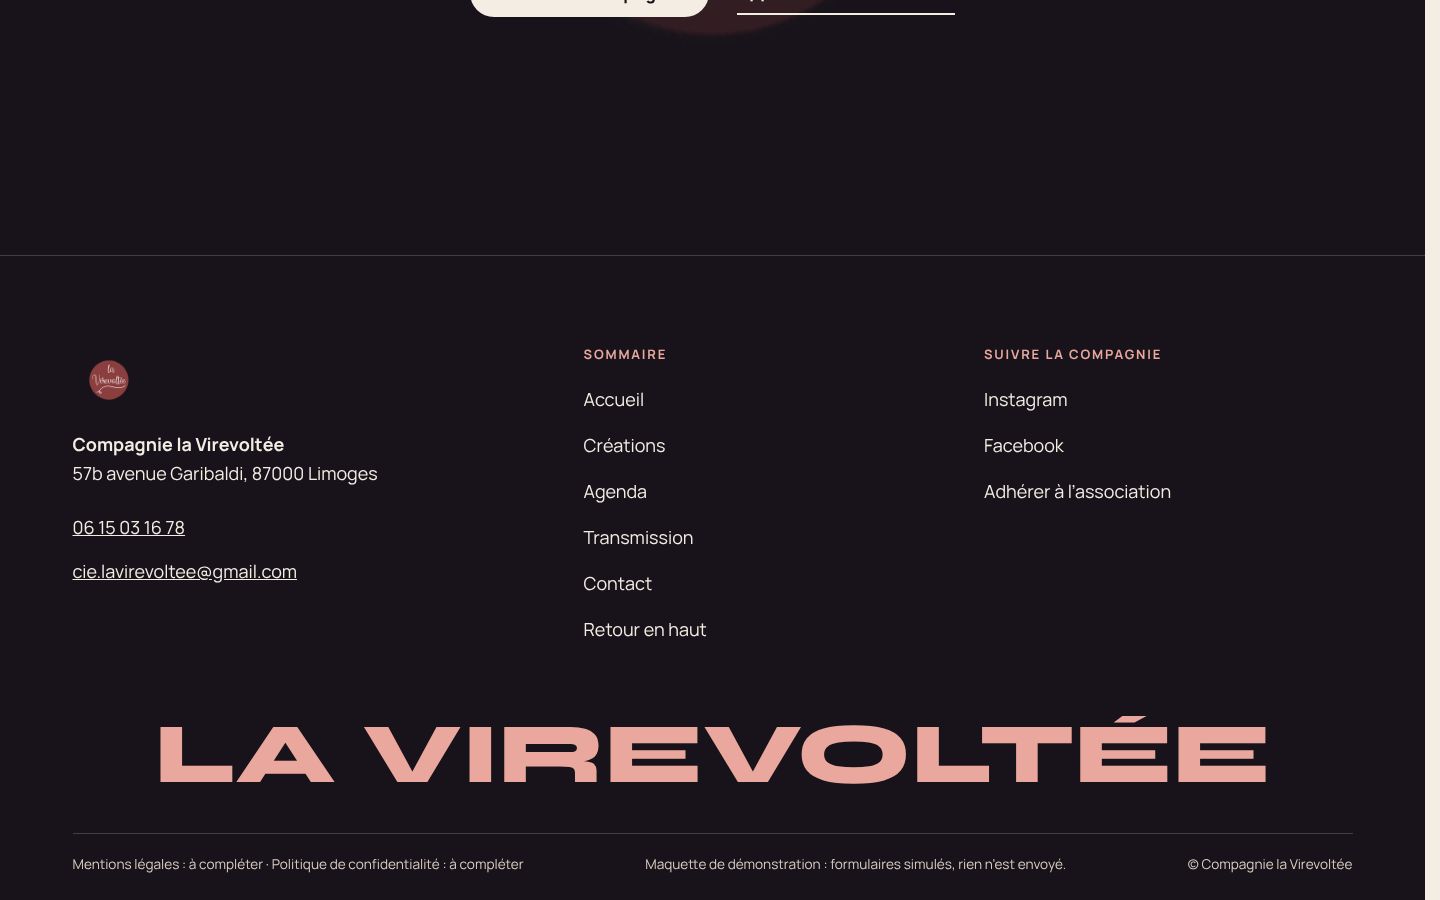 la
Virevoltée
Compagnie la Virevoltée
57b avenue Garibaldi, 87000 Limoges
06 15 03 16 78
cie.lavirevoltee@gmail.com
SOMMAIRE
Accueil
Créations
Agenda
Transmission
Contact
Retour en haut
SUIVRE LA COMPAGNIE
Instagram
Facebook
Adhérer à l’association
LA VIREVOLTÉE
Mentions légales : à compléter · Politique de confidentialité : à compléter
Maquette de démonstration : formulaires simulés, rien n’est envoyé.
© Compagnie la Virevoltée